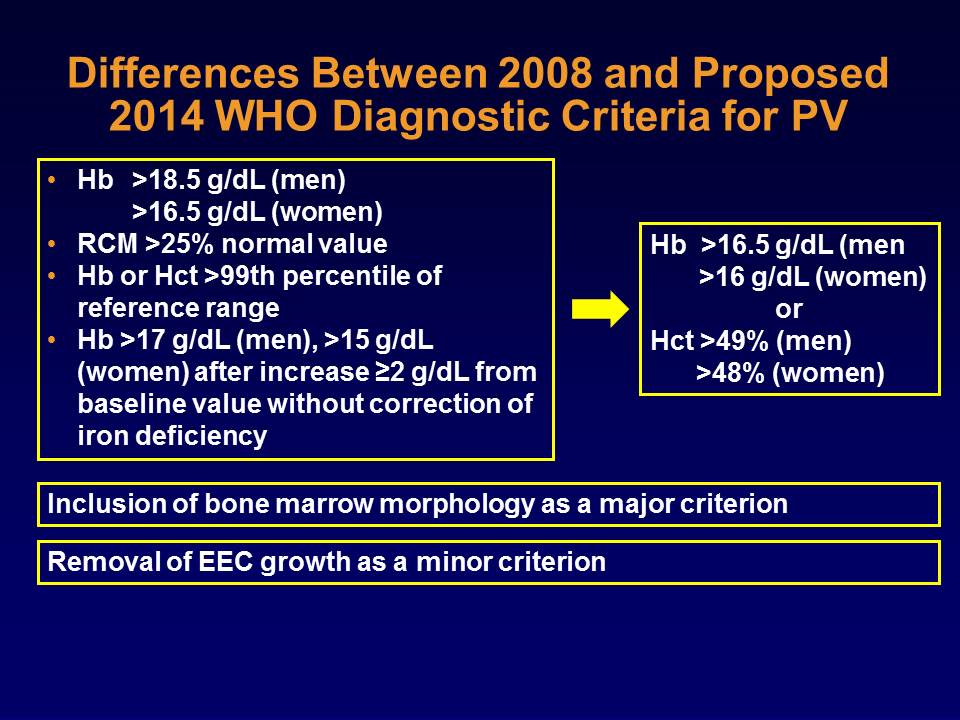 Differences Between 2008 and Proposed
2014 WHO Diagnostic Criteria for PV
• Hb >18.5 g/dL (men)
>16.5 g/dL (women)
• RCM >25% normal value
• Hb or Hct >99th percentile of
reference range
• Hb >17 g/dL (men), >15 g/dL
(women) after increase ≥2 g/dL from
baseline value without correction of
iron deficiency
Hb >16.5 g/dL (men
>16 g/dL (women)
or
Hct >49% (men)
>48% (women)
Inclusion of bone marrow morphology as a major criterion
Removal of EEC growth as a minor criterion